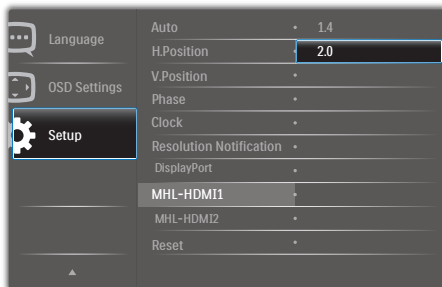 Language
OSD Settings
Setup
Auto
H.Position
V.Position
Phase
Clock
Resolution Notification
DisplayPort
MHL-HDMI1
MHL-HDMI2
Reset
1.4
2.0